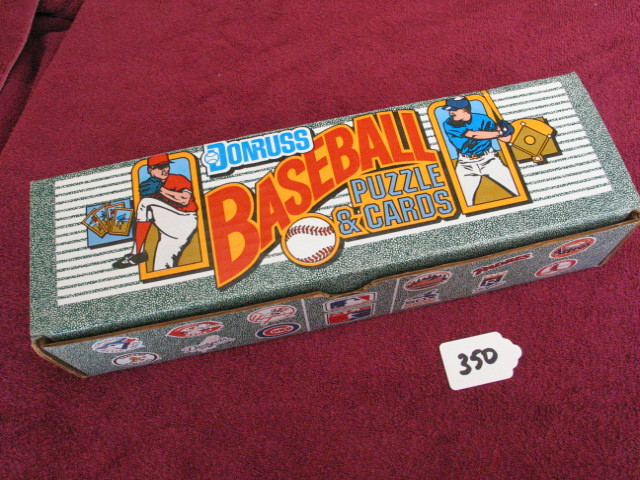 DONRUSS
BASEBALL
PUZZLE
& CARDS
350